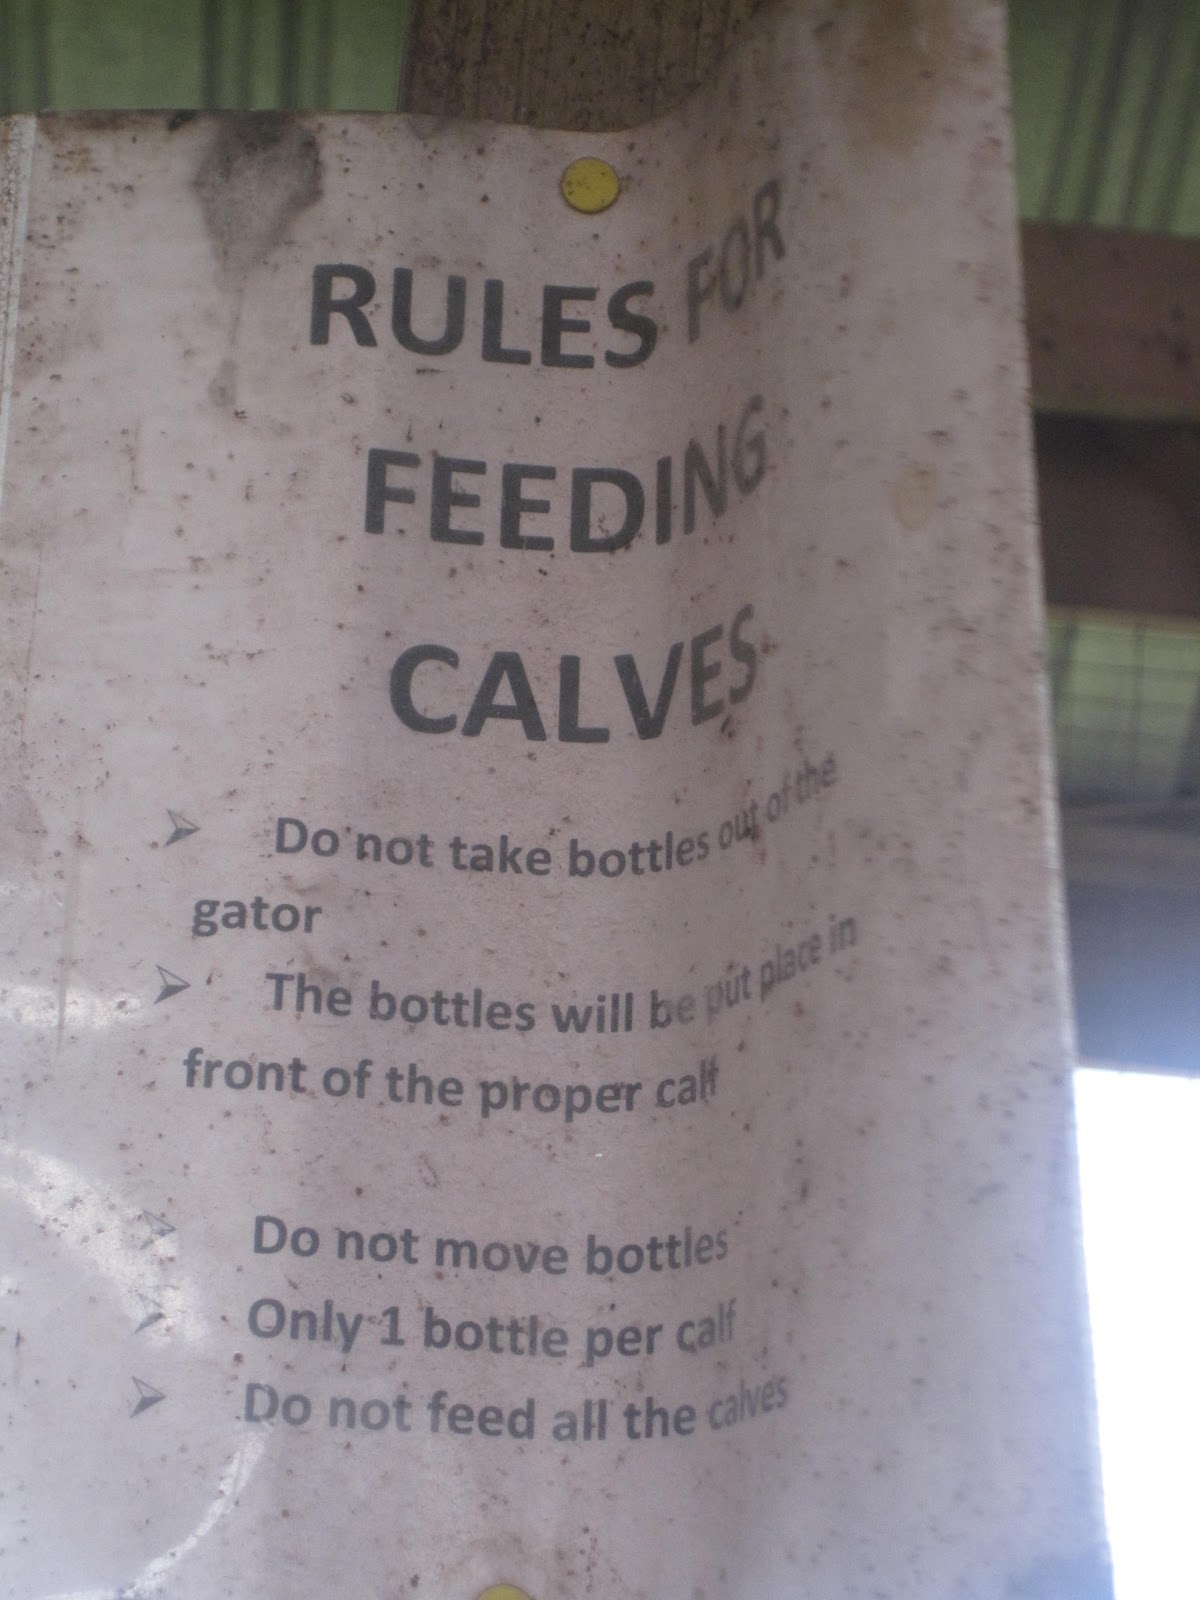 RULES FOR
FEEDING
CALVES
➢ Do not take bottles out of the
gator
➢ The bottles will be put place in
front of the proper calf
➢ Do not move bottles
➢ Only 1 bottle per calf
➢ Do not feed all the calves